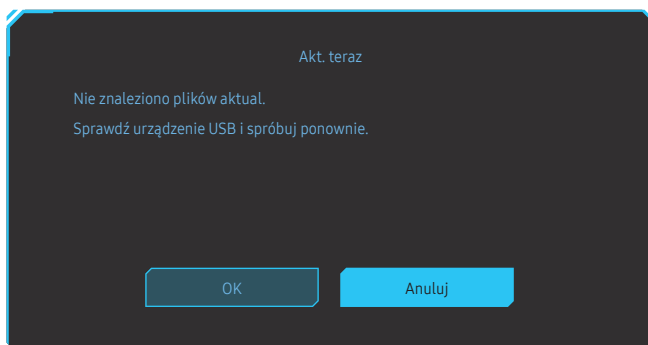 Akt. teraz
Nie znaleziono plików aktual.
Sprawdź urządzenie USB i spróbuj ponownie.
OK
Anuluj